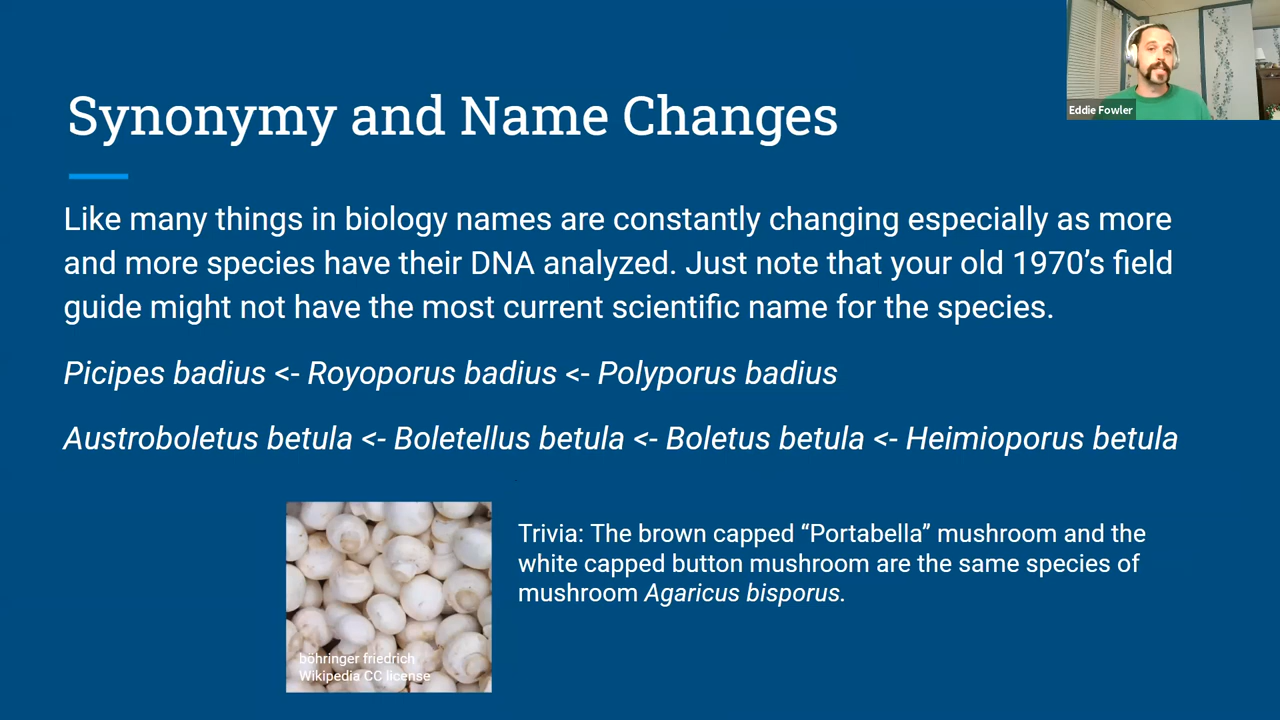 Synonymy and Name Changes
Eddie Fowler
Like many things in biology names are constantly changing especially as more
and more species have their DNA analyzed. Just note that your old 1970’s field
guide might not have the most current scientific name for the species.
Picipes badius <- Royoporus badius <- Polyporus badius
Austroboletus betula <- Boletellus betula <- Boletus betula <- Heimioporus betula
Trivia: The brown capped “Portabella” mushroom and the
white capped button mushroom are the same species of
mushroom Agaricus bisporus.
böhringer friedrich
Wikipedia CC license